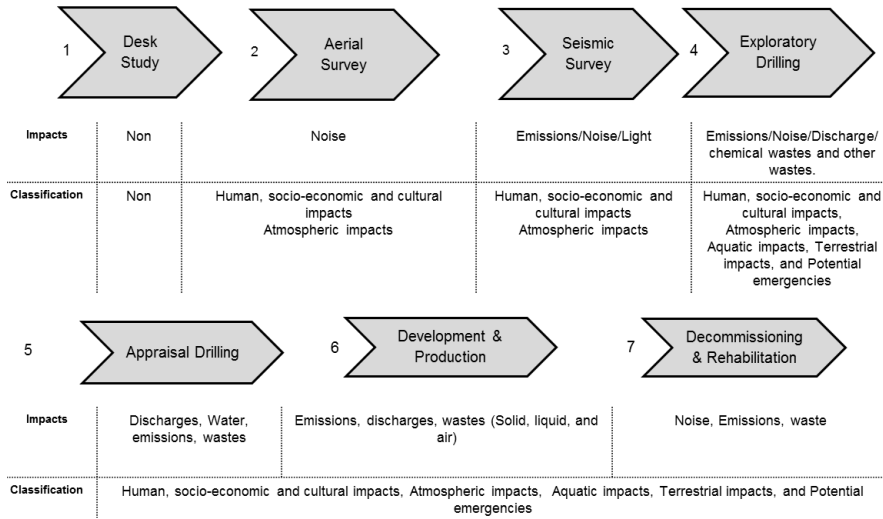 1
Desk
Study
2
Aerial
Survey
3
Seismic
Survey
4
Exploratory
Drilling
Impacts
Non
Noise
Emissions/Noise/Light
Emissions/Noise/Discharge/
chemical wastes and other
wastes.
Classification
Non
Human, socio-economic and cultural
impacts
Atmospheric impacts
Human, socio-economic and
cultural impacts
Atmospheric impacts
Human, socio-economic and
cultural impacts,
Atmospheric impacts,
Aquatic impacts, Terrestrial
impacts, and Potential
emergencies
5
Appraisal Drilling
6
Development &
Production
7
Decommissioning
& Rehabilitation
Impacts
Discharges, Water,
emissions, wastes
Emissions, discharges, wastes (Solid, liquid, and
air)
Noise, Emissions, waste
Classification
Human, socio-economic and cultural impacts, Atmospheric impacts, Aquatic impacts, Terrestrial impacts, and Potential
emergencies